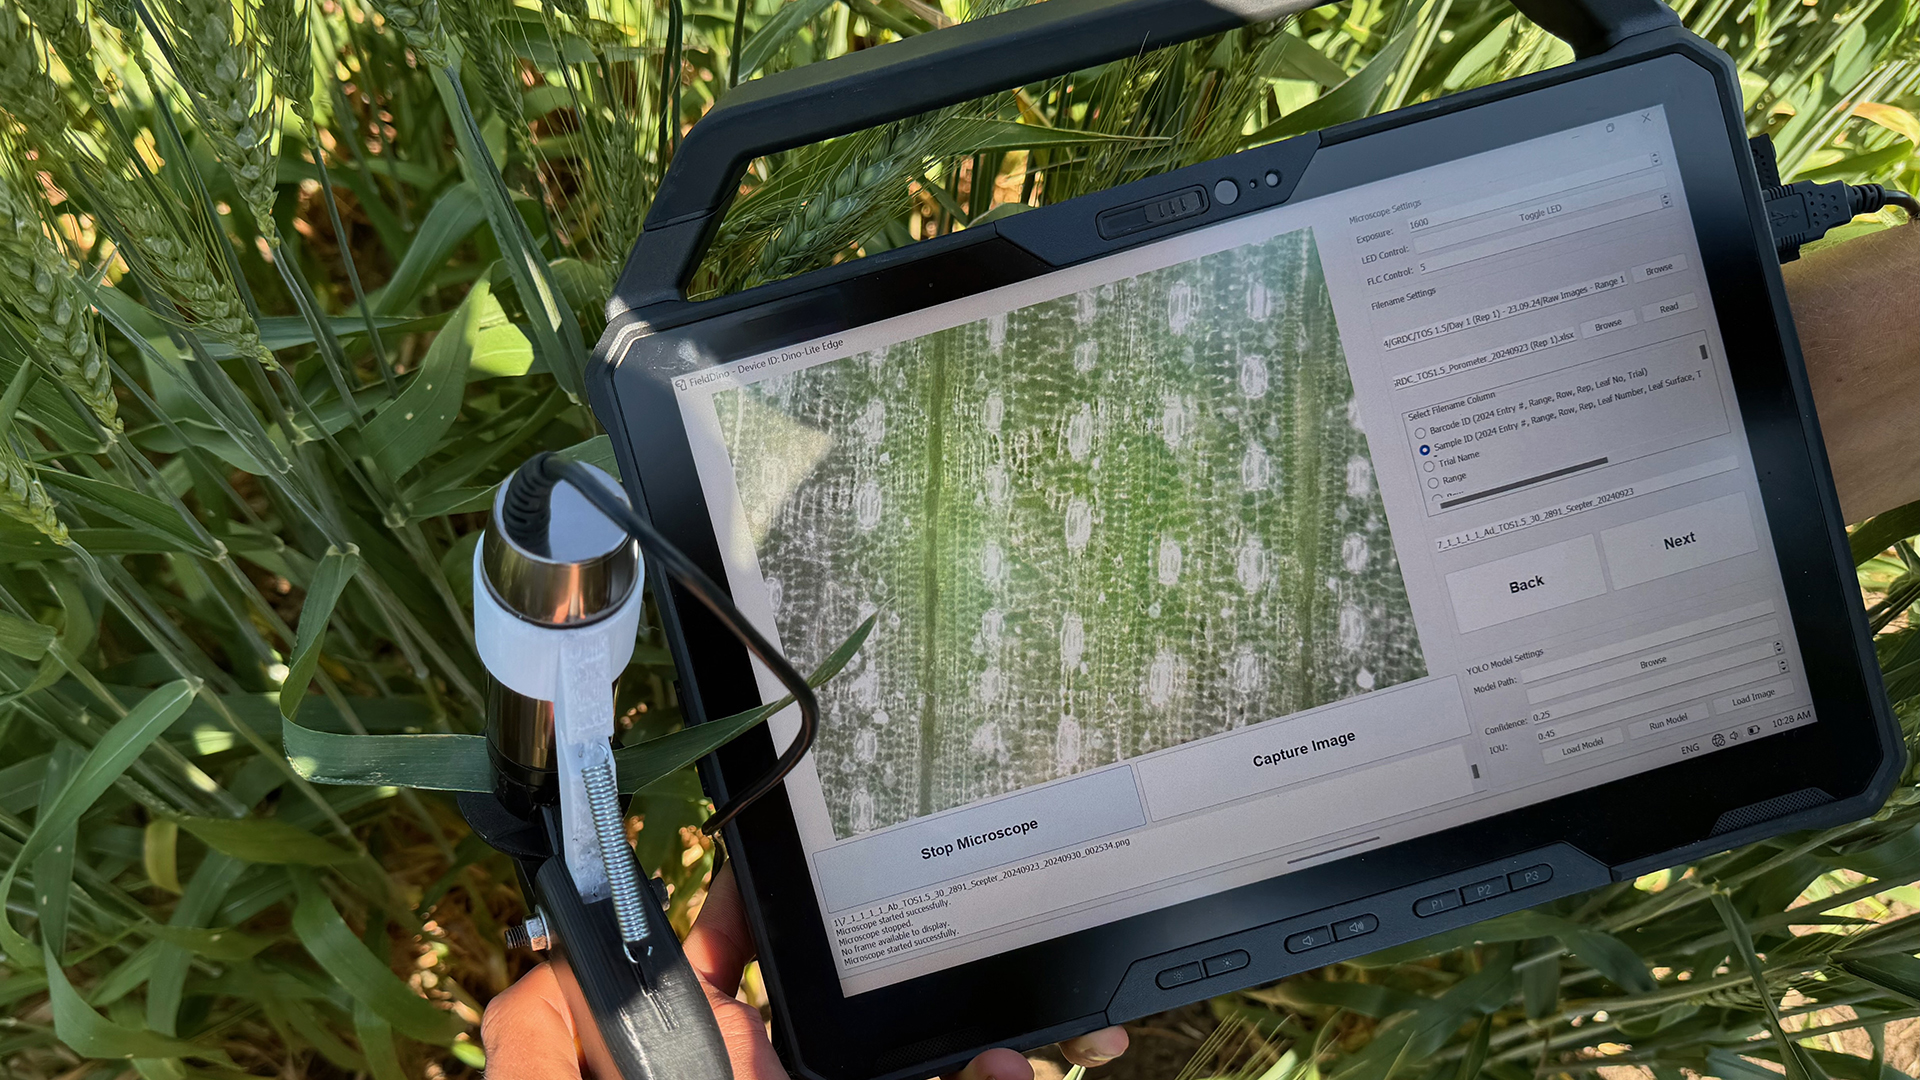 FieldDino - Device ID: Dino-Lite Edge
Microscope Settings
Exposure: 1600
LED Control: Toggle LED
FLC Control: 5
Filename Settings
4/GRDC/TOS 1.5/Day 1 (Rep 1) - 23.09.24/Raw Images - Range 1 Browse
GRDC_TOS1.5_Porometer_20240923 (Rep 1).xlsx Browse Read
Select Filename Column
Barcode ID (2024 Entry #, Range, Row, Rep, Leaf No, Trial)
Sample ID (2024 Entry #, Range, Row, Rep, Leaf Number, Leaf Surface, T
Trial Name
Range
7_1_1_1_1_Ad_TOS1.5_30_2891_Scepter_20240923
Back Next
YOLO Model Settings
Model Path: Browse
Confidence: 0.25
IOU: 0.45
Load Model Run Model Load Image
Stop Microscope Capture Image
1\7_1_1_1_1_Ab_TOS1.5_30_2891_Scepter_20240923_20240930_002534.png
Microscope started successfully.
Microscope stopped.
No frame available to display.
Microscope started successfully.
ENG 10:28 AM
P1 P2 P3